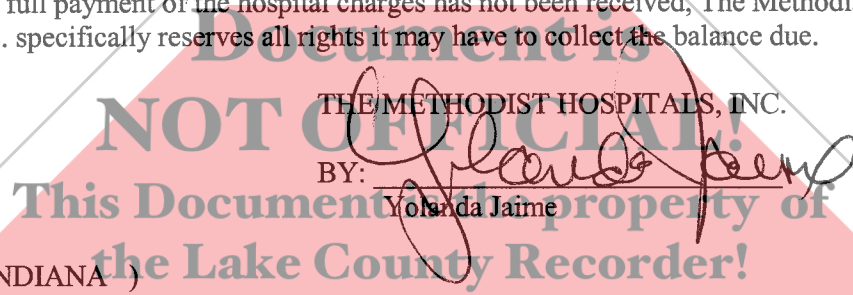 full payment of the hospital charges has not been received, The Methodi
. specifically reserves all rights it may have to collect the balance due.
Document is
THE METHODIST HOSPITALS, INC.
NOT OFFICIAL!
BY: Yolanda Jaime
Yolanda Jaime
This Document is the property of
the Lake County Recorder!
NDIANA )